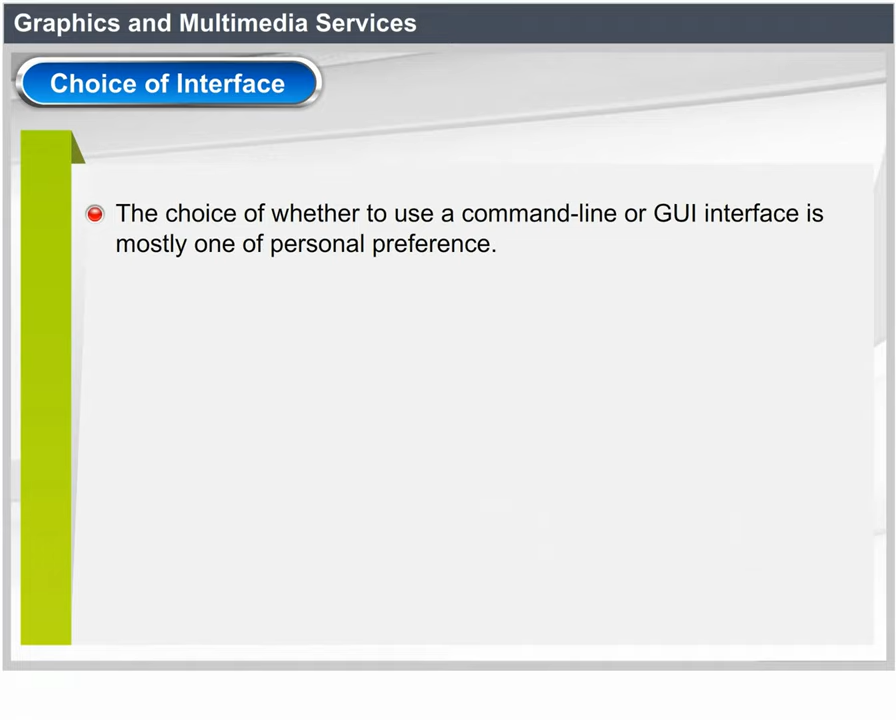 Graphics and Multimedia Services
Choice of Interface
The choice of whether to use a command-line or GUI interface is
mostly one of personal preference.